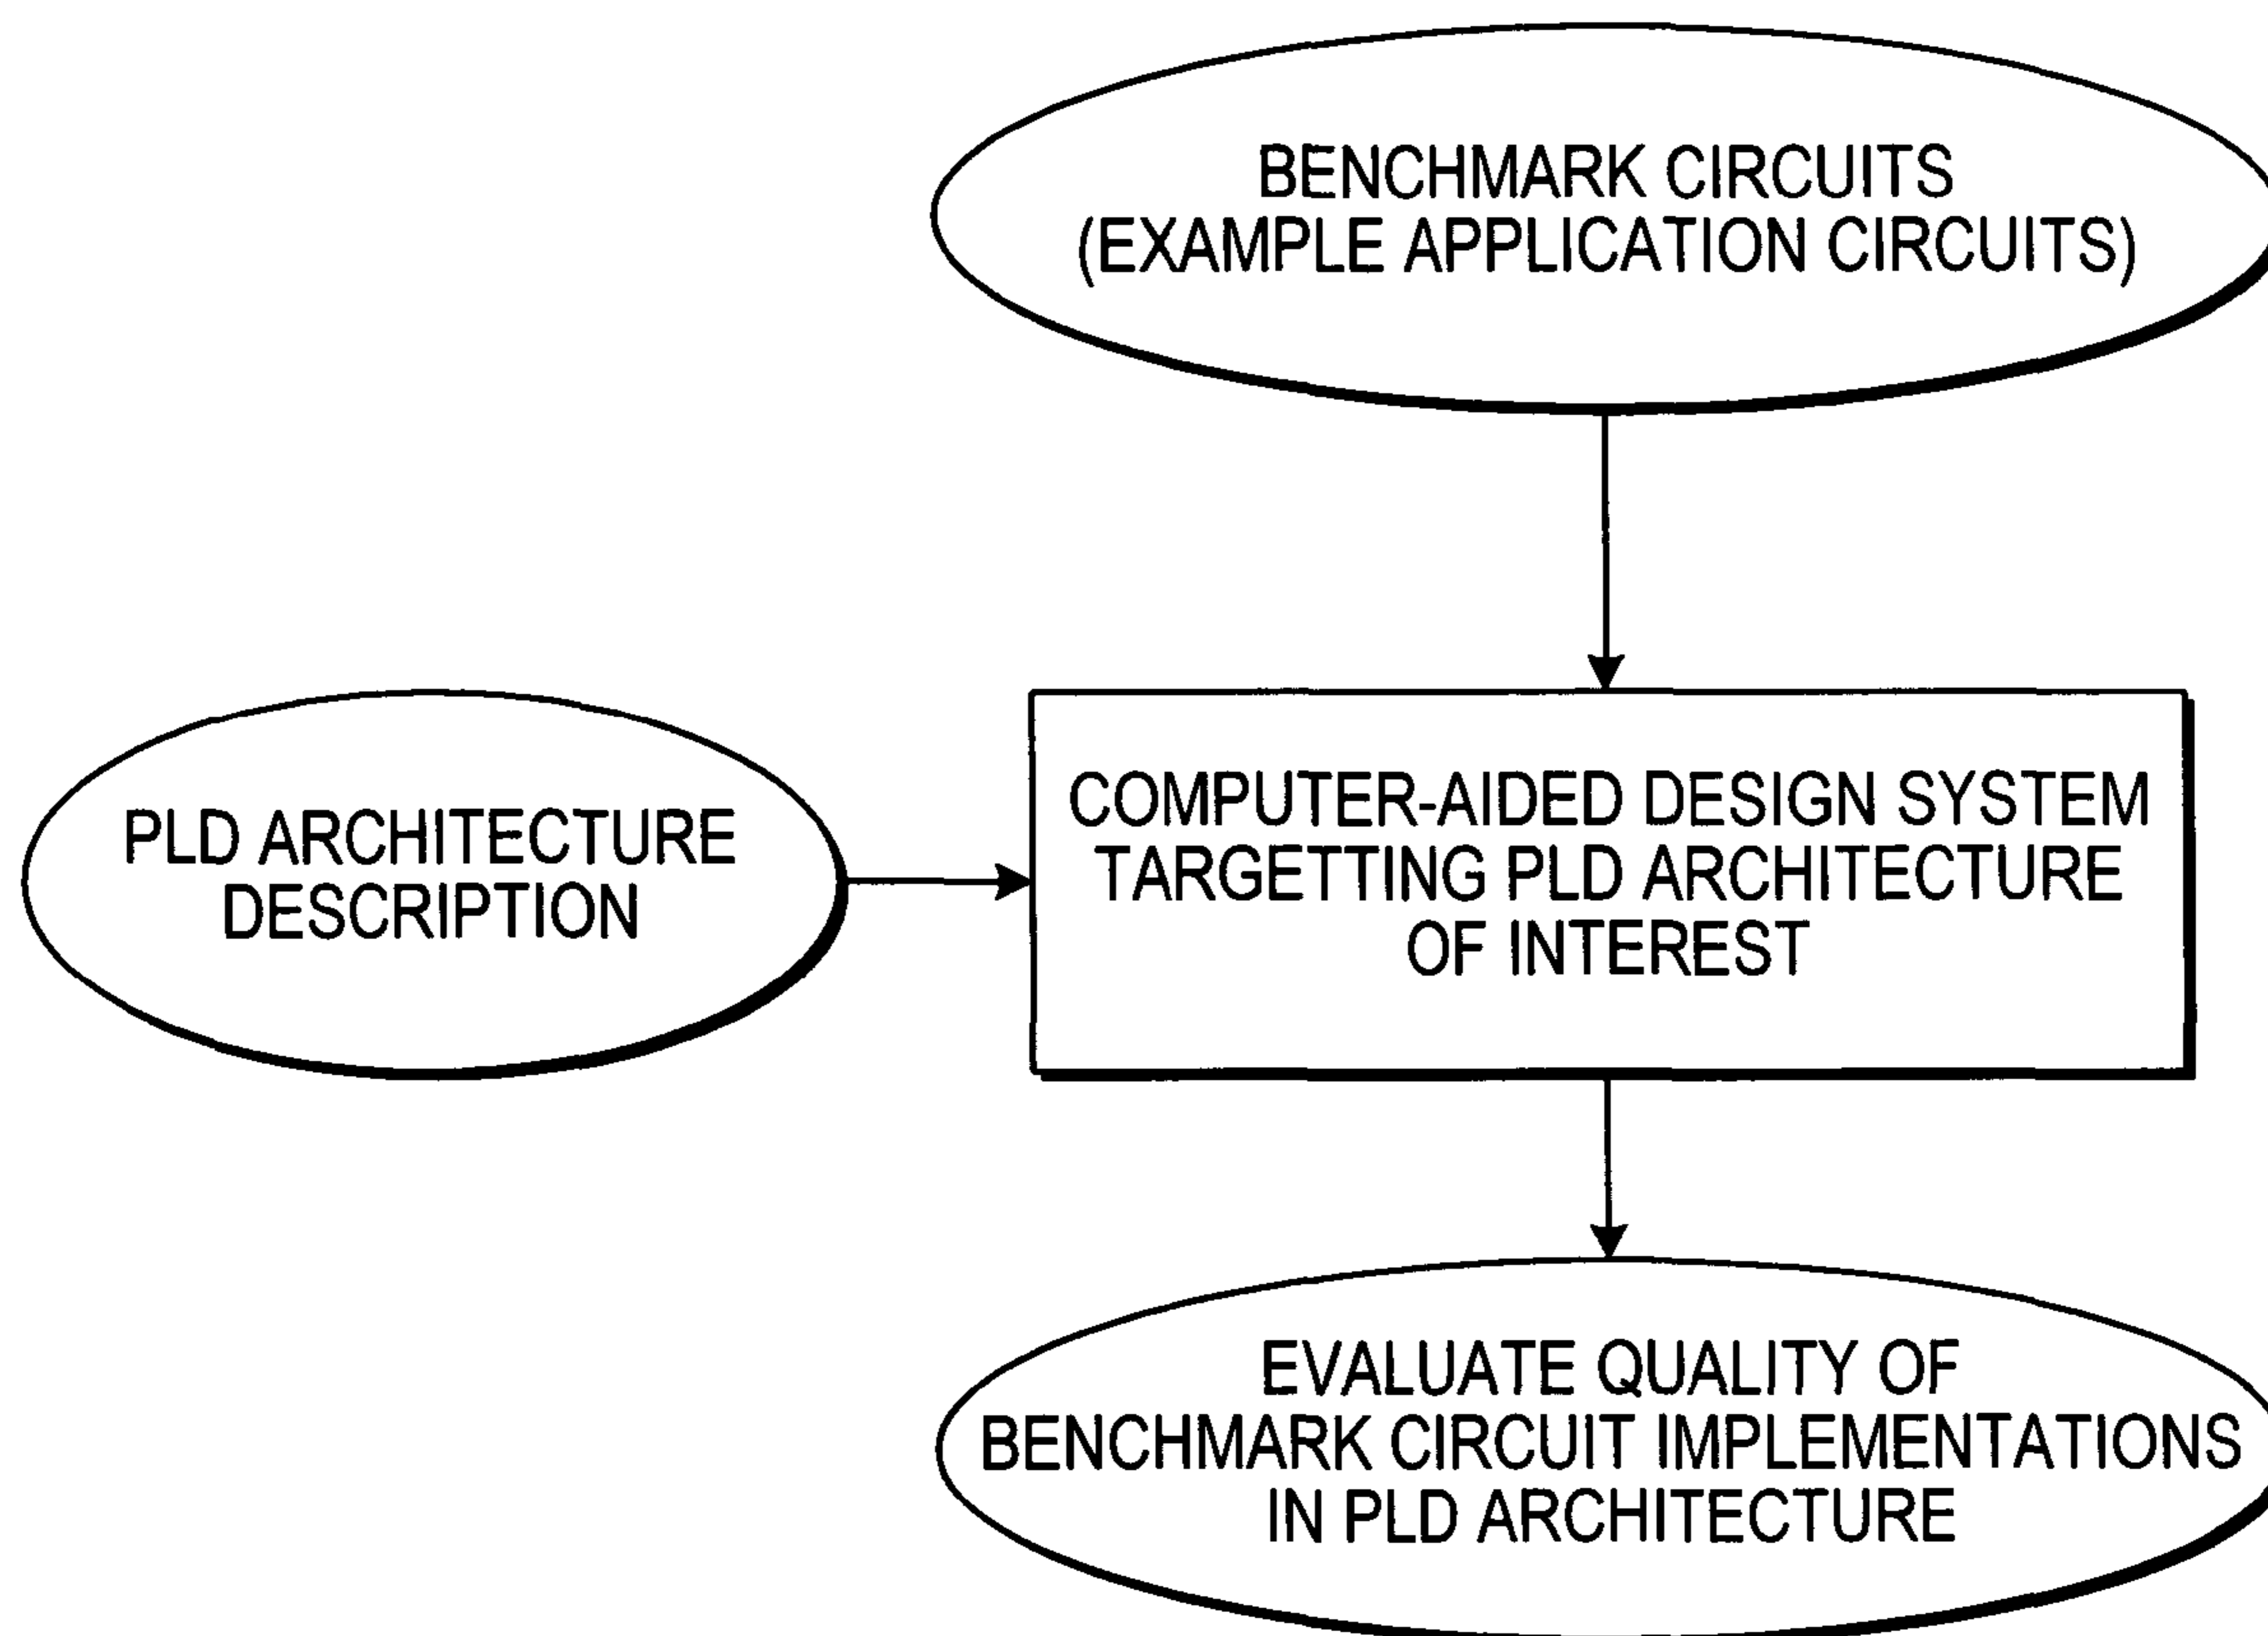 BENCHMARK CIRCUITS
(EXAMPLE APPLICATION CIRCUITS)
PLD ARCHITECTURE
DESCRIPTION
COMPUTER-AIDED DESIGN SYSTEM
TARGETTING PLD ARCHITECTURE
OF INTEREST
EVALUATE QUALITY OF
BENCHMARK CIRCUIT IMPLEMENTATIONS
IN PLD ARCHITECTURE